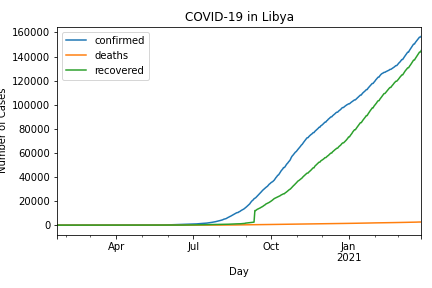 COVID-19 in Libya
160000
140000
120000
100000
80000
60000
40000
20000
0
Number of Cases
confirmed
deaths
recovered
Apr
Jul
Oct
Jan
2021
Day